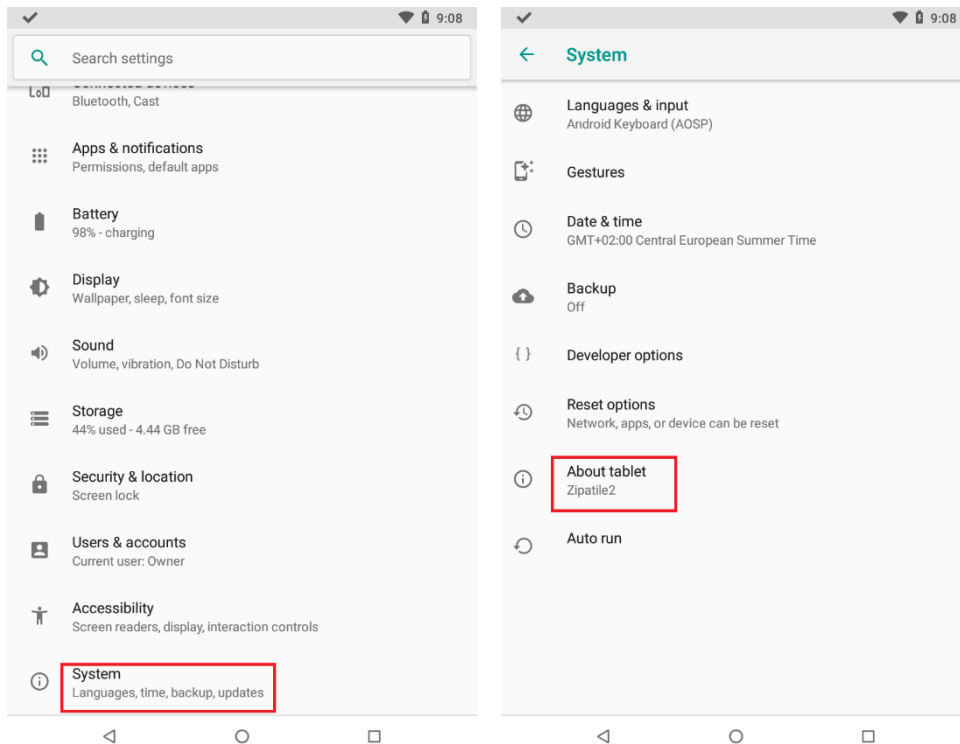 9:08
Search settings
Connected devices
Bluetooth, Cast
Apps & notifications
Permissions, default apps
Battery
98% - charging
Display
Wallpaper, sleep, font size
Sound
Volume, vibration, Do Not Disturb
Storage
44% used - 4.44 GB free
Security & location
Screen lock
Users & accounts
Current user: Owner
Accessibility
Screen readers, display, interaction controls
System
Languages, time, backup, updates
9:08
System
Languages & input
Android Keyboard (AOSP)
Gestures
Date & time
GMT+02:00 Central European Summer Time
Backup
Off
Developer options
Reset options
Network, apps, or device can be reset
About tablet
Zipatile2
Auto run